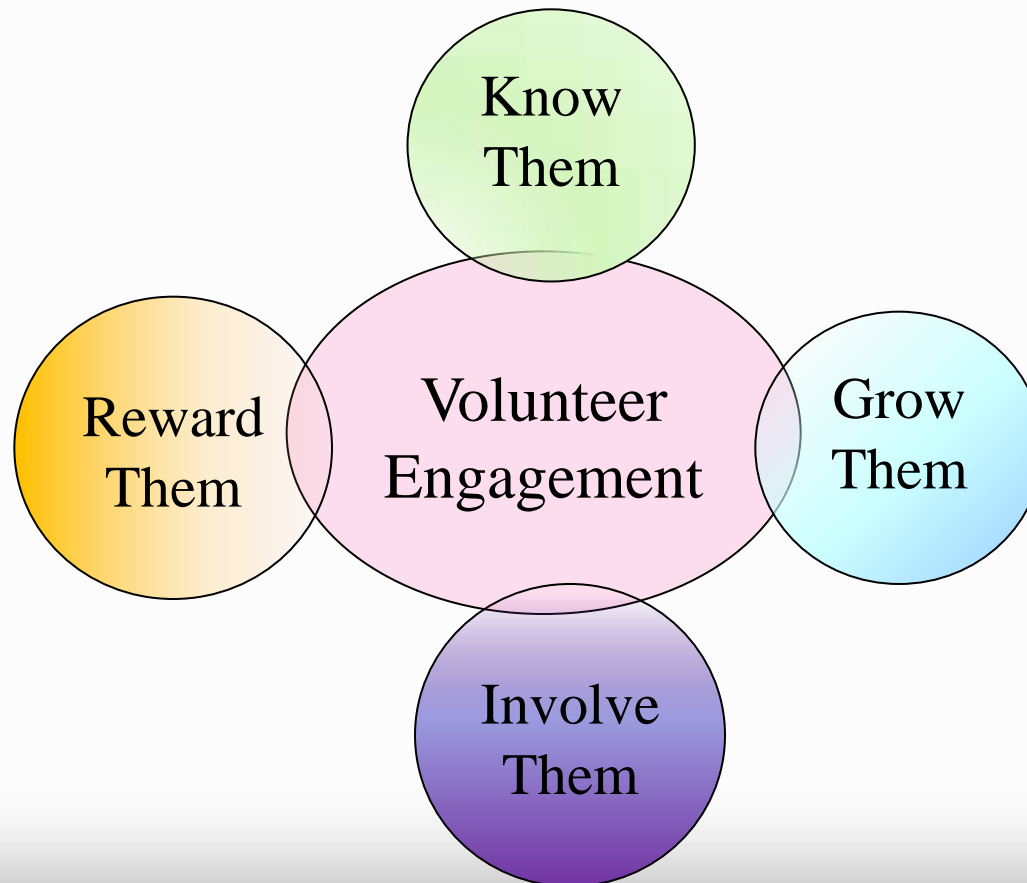 Know
Them
Reward
Them
Volunteer
Engagement
Grow
Them
Involve
Them